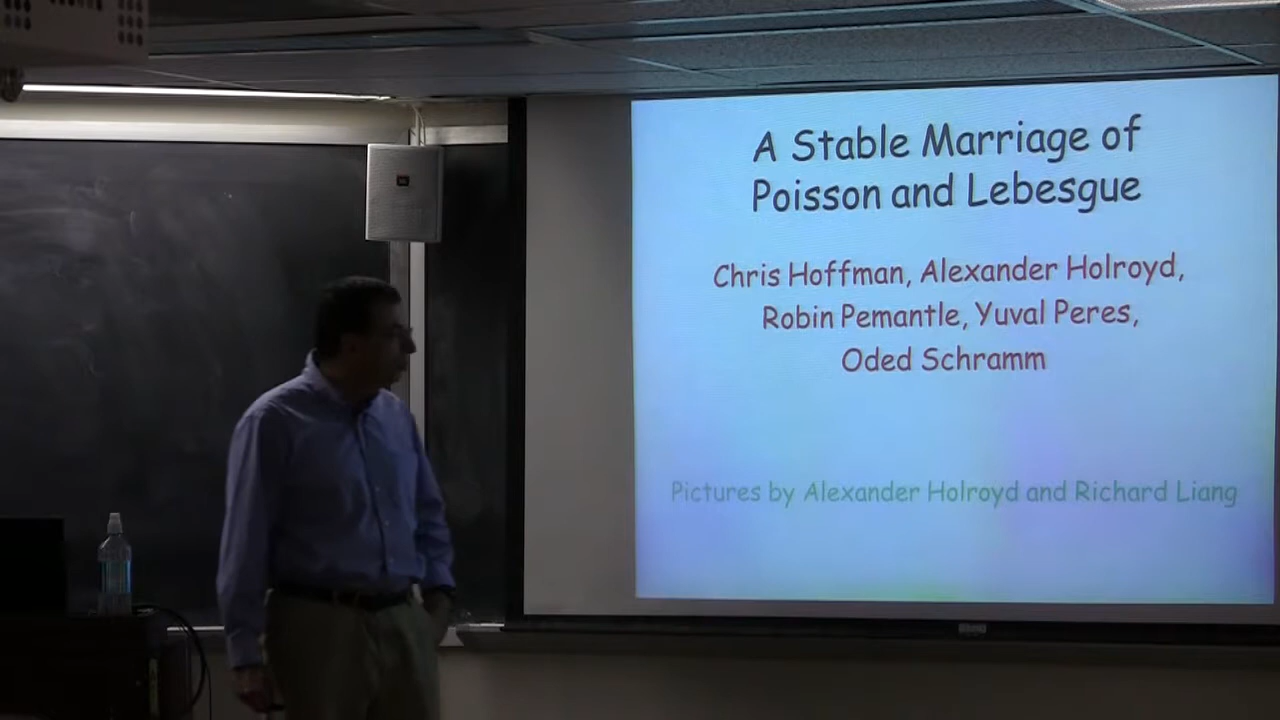 A Stable Marriage of
Poisson and Lebesgue
Chris Hoffman, Alexander Holroyd,
Robin Pemantle, Yuval Peres,
Oded Schramm
Pictures by Alexander Holroyd and Richard Liang